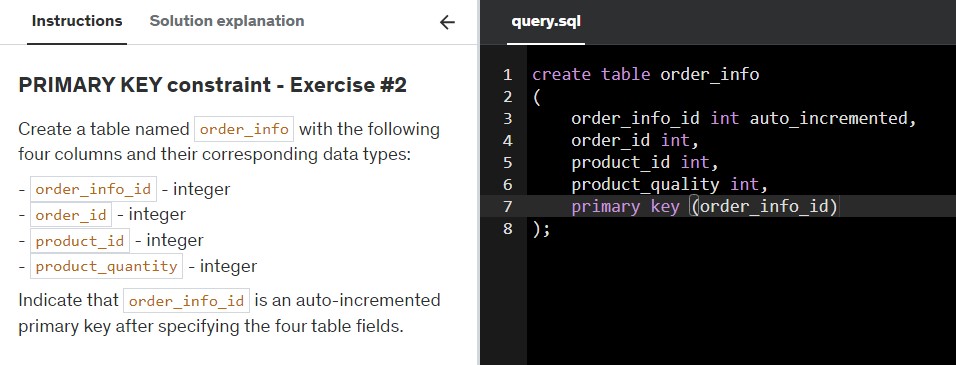 Instructions
Solution explanation
PRIMARY KEY constraint - Exercise #2
Create a table named order_info with the following
four columns and their corresponding data types:
- order_info_id - integer
- order_id - integer
- product_id - integer
- product_quantity - integer
Indicate that order_info_id is an auto-incremented
primary key after specifying the four table fields.
query.sql
1 create table order_info
2 (
3 order_info_id int auto_incremented,
4 order_id int,
5 product_id int,
6 product_quality int,
7 primary key (order_info_id)
8 );